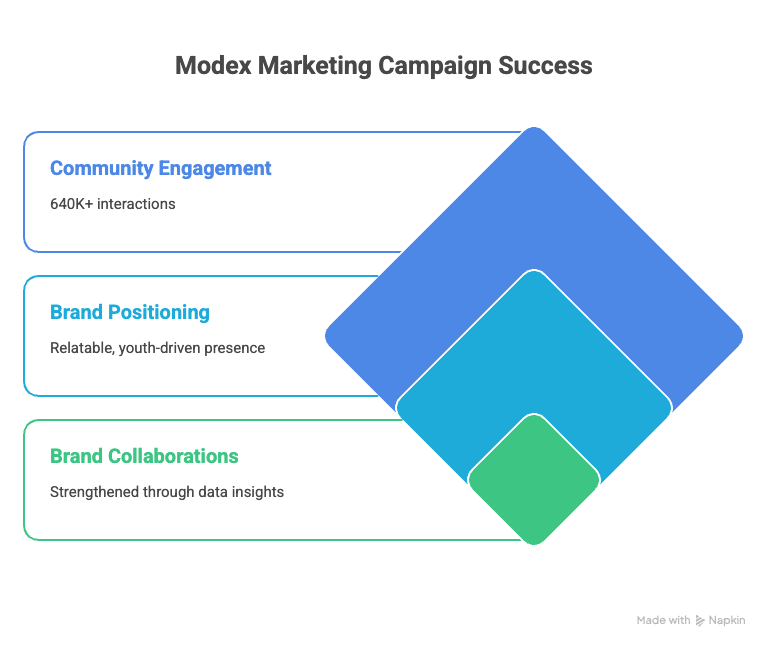 Modex Marketing Campaign Success
Community Engagement
640K+ interactions
Brand Positioning
Relatable, youth-driven presence
Brand Collaborations
Strengthened through data insights
Made with Napkin